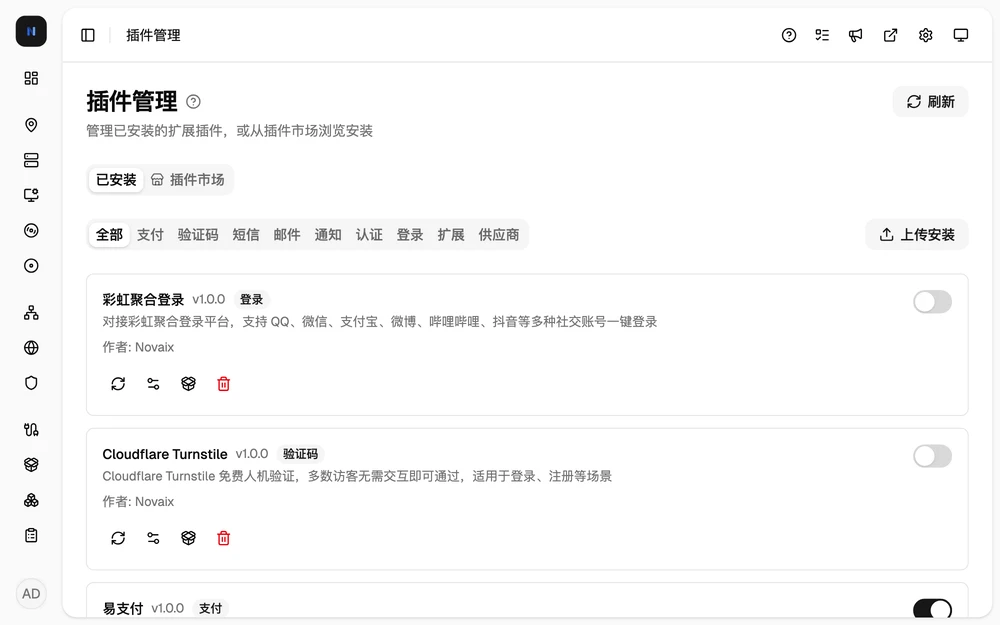 N
插件管理
插件管理
刷新
管理已安装的扩展插件，或从插件市场浏览安装
已安装 插件市场
全部 支付 验证码 短信 邮件 通知 认证 登录 扩展 供应商
上传安装
彩虹聚合登录 v1.0.0 登录
对接彩虹聚合登录平台，支持 QQ、微信、支付宝、微博、哔哩哔哩、抖音等多种社交账号一键登录
作者: Novaix
Cloudflare Turnstile v1.0.0 验证码
Cloudflare Turnstile 免费人机验证，多数访客无需交互即可通过，适用于登录、注册等场景
作者: Novaix
易支付 v1.0.0 支付
AD